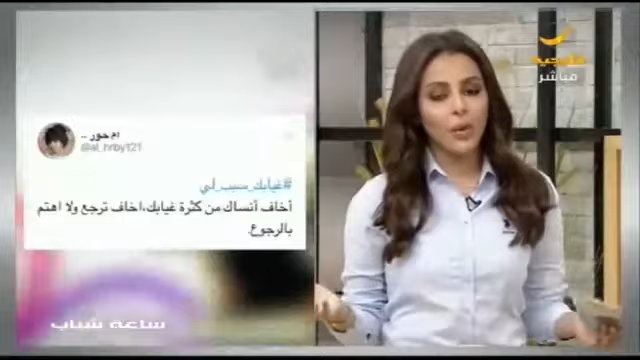 خليجية
مباشر
ام حور ..
@al_hrby121
#غيابك_سبب_لي
أخاف أنساك من كثرة غيابك،اخاف ترجع ولا اهتم
بالرجوع.
ساعة شباب